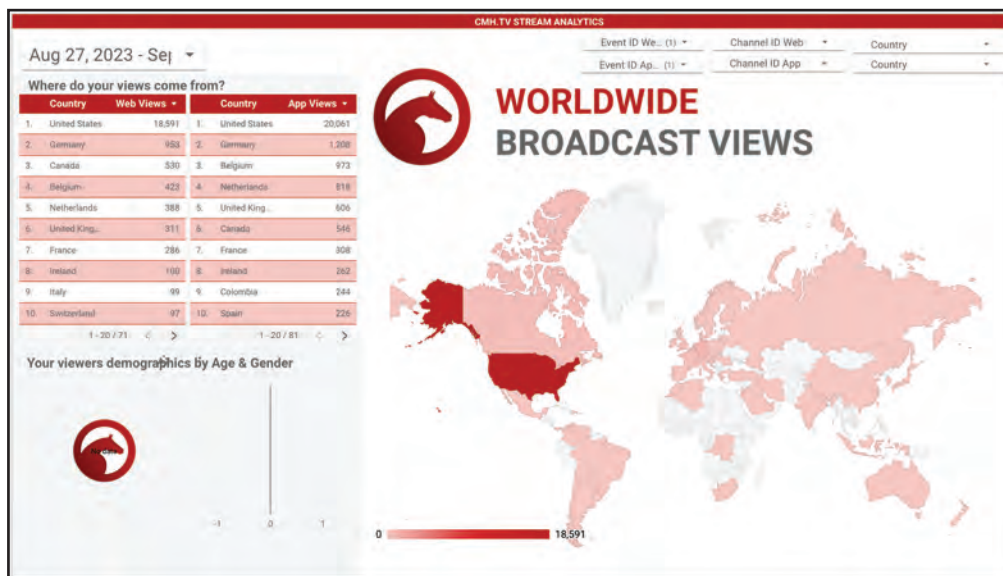 CMH.TV STREAM ANALYTICS
Aug 27, 2023 - Sep
Event ID We... (1) Channel ID Web Country
Event ID Ap... (1) Channel ID App Country
Where do your views come from?
Country Web Views Country App Views
1. United States 18,591 1. United States 20,061
2. Germany 953 2. Germany 1,208
3. Canada 530 3. Belgium 973
4. Belgium 423 4. Netherlands 818
5. Netherlands 388 5. United King... 606
6. United King... 311 6. Canada 546
7. France 286 7. France 308
8. Ireland 100 8. Ireland 262
9. Italy 99 9. Colombia 244
10. Switzerland 97 10. Spain 226
1 - 20 / 71 < > 1 - 20 / 81 < >
WORLDWIDE
BROADCAST VIEWS
Your viewers demographics by Age & Gender
-1 0 1
0 18,591